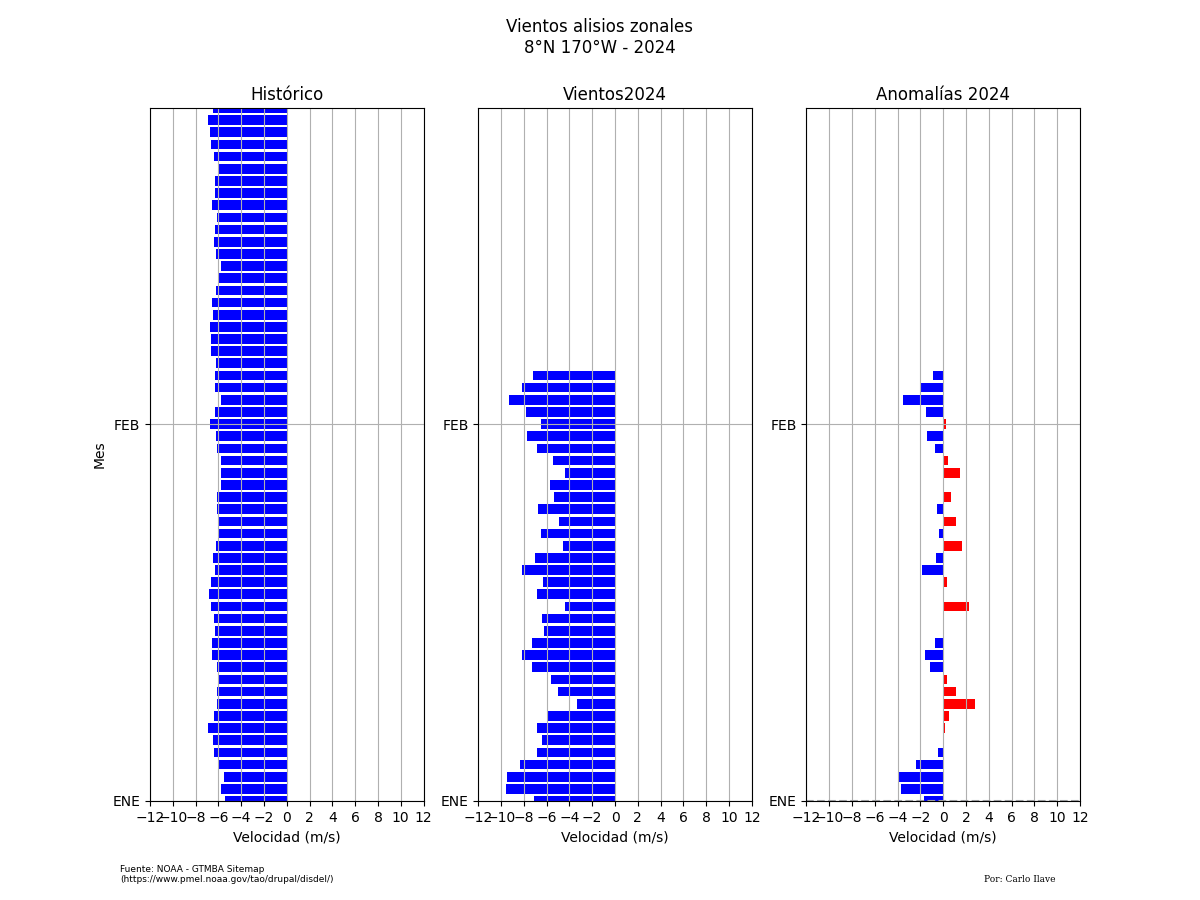 Vientos alisios zonales
8°N 170°W - 2024
Histórico
Vientos2024
Anomalías 2024
Mes
FEB
FEB
FEB
ENE
ENE
ENE
−12 −10 −8 −6 −4 −2 0 2 4 6 8 10 12
−12 −10 −8 −6 −4 −2 0 2 4 6 8 10 12
−12 −10 −8 −6 −4 −2 0 2 4 6 8 10 12
Velocidad (m/s)
Velocidad (m/s)
Velocidad (m/s)
Fuente: NOAA - GTMBA Sitemap
(https://www.pmel.noaa.gov/tao/drupal/disdel/)
Por: Carlo Ilave